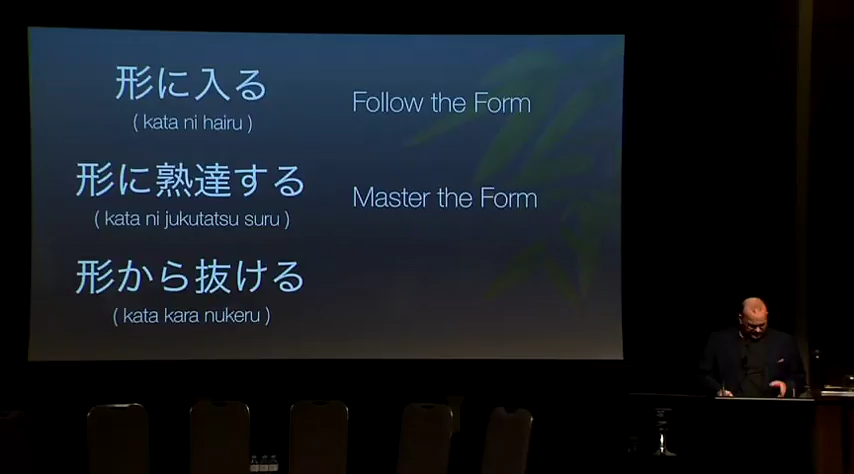 形に入る
( kata ni hairu )
Follow the Form
形に熟達する
( kata ni jukutatsu suru )
Master the Form
形から抜ける
( kata kara nukeru )